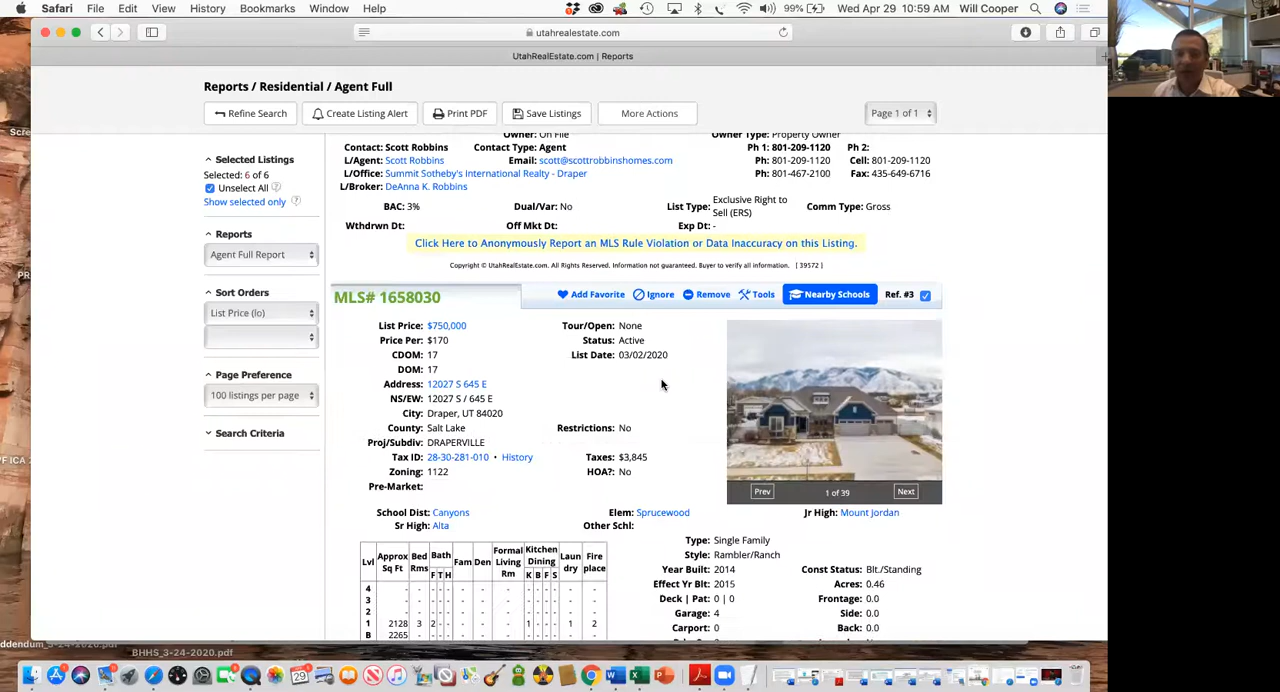 Safari File Edit View History Bookmarks Window Help 99% Wed Apr 29 10:59 AM Will Cooper
utahrealestate.com
UtahRealEstate.com | Reports
Reports / Residential / Agent Full
Refine Search Create Listing Alert Print PDF Save Listings More Actions Page 1 of 1
Selected Listings
Selected: 6 of 6
Unselect All
Show selected only
Reports
Agent Full Report
Sort Orders
List Price (lo)
Page Preference
100 listings per page
Search Criteria
Owner: On File Owner Type: Property Owner
Contact: Scott Robbins Contact Type: Agent Ph 1: 801-209-1120 Ph 2:
L/Agent: Scott Robbins Email: scott@scottrobbinshomes.com Ph: 801-209-1120 Cell: 801-209-1120
L/Office: Summit Sotheby's International Realty - Draper Ph: 801-467-2100 Fax: 435-649-6716
L/Broker: DeAnna K. Robbins
BAC: 3% Dual/Var: No List Type: Exclusive Right to Sell (ERS) Comm Type: Gross
Wthdrwn Dt: Off Mkt Dt: Exp Dt: -
Click Here to Anonymously Report an MLS Rule Violation or Data Inaccuracy on this Listing.
Copyright © UtahRealEstate.com. All Rights Reserved. Information not guaranteed. Buyer to verify all information. [ 39572 ]
MLS# 1658030 Add Favorite Ignore Remove Tools Nearby Schools Ref. #3
List Price: $750,000 Tour/Open: None
Price Per: $170 Status: Active
CDOM: 17 List Date: 03/02/2020
DOM: 17
Address: 12027 S 645 E
NS/EW: 12027 S / 645 E
City: Draper, UT 84020
County: Salt Lake Restrictions: No
Proj/Subdiv: DRAPERVILLE
Tax ID: 28-30-281-010 • History Taxes: $3,845
Zoning: 1122 HOA?: No
Pre-Market:
Prev 1 of 39 Next
School Dist: Canyons Elem: Sprucewood Jr High: Mount Jordan
Sr High: Alta Other Schl:
Lvl Approx Sq Ft Bed Rms Bath F T H Fam Den Formal Living Rm Kitchen Dining K B F S Laun dry Fire place
4 - - - - - - - - - - - - - -
3 - - - - - - - - - - - - - -
2 - - - - - - - - - - - - - -
1 2128 3 2 - - - - - 1 - - - 1 2
B 2265
Type: Single Family
Style: Rambler/Ranch
Year Built: 2014 Const Status: Blt./Standing
Effect Yr Blt: 2015 Acres: 0.46
Deck | Pat: 0 | 0 Frontage: 0.0
Garage: 4 Side: 0.0
Carport: 0 Back: 0.0
ddendum_3-24-2020.pdf
BHHS_3-24-2020.pdf